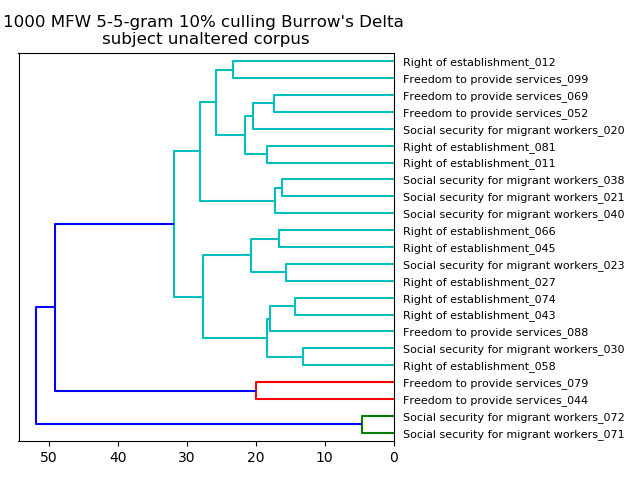 1000 MFW 5-5-gram 10% culling Burrow's Delta
subject unaltered corpus
Right of establishment_012
Freedom to provide services_099
Freedom to provide services_069
Freedom to provide services_052
Social security for migrant workers_020
Right of establishment_081
Right of establishment_011
Social security for migrant workers_038
Social security for migrant workers_021
Social security for migrant workers_040
Right of establishment_066
Right of establishment_045
Social security for migrant workers_023
Right of establishment_027
Right of establishment_074
Right of establishment_043
Freedom to provide services_088
Social security for migrant workers_030
Right of establishment_058
Freedom to provide services_079
Freedom to provide services_044
Social security for migrant workers_072
Social security for migrant workers_071
50 40 30 20 10 0